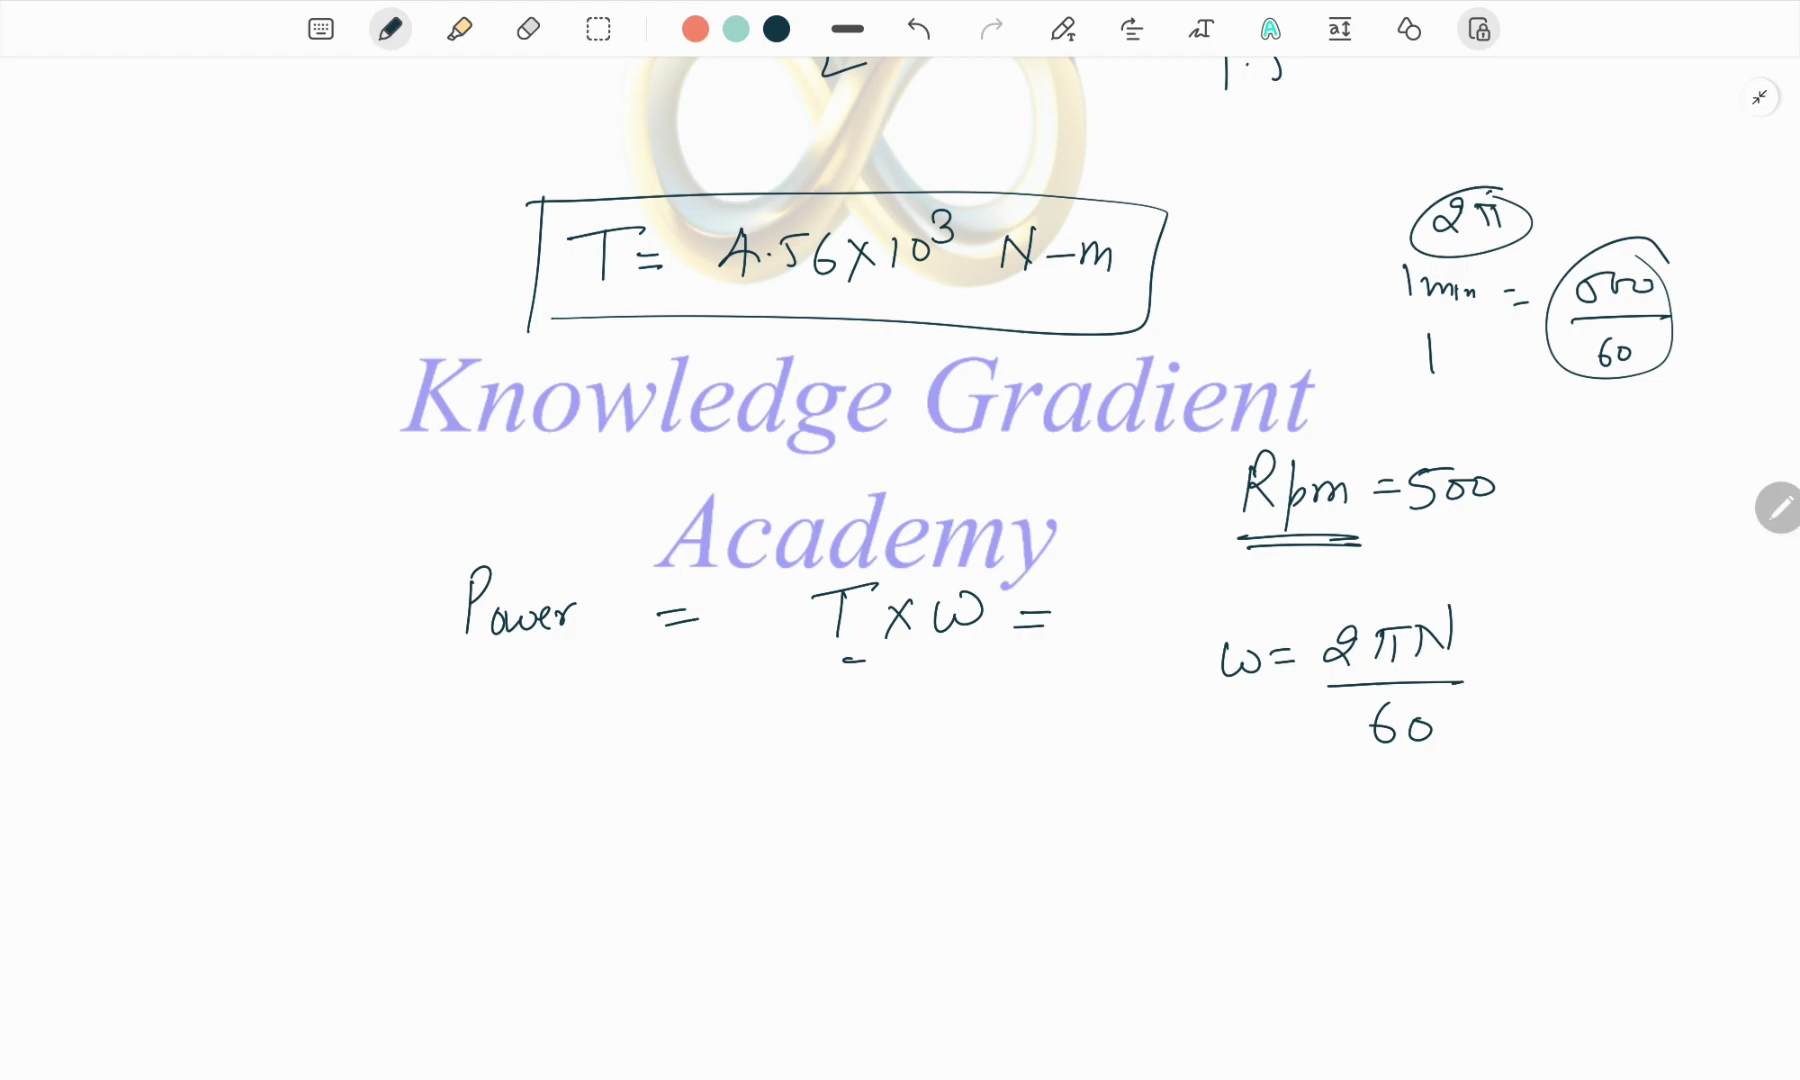 T = 4.56×10³ N-m
2π
1min = 500/60
1
Knowledge Gradient
Rpm = 500
Academy
Power = T × ω =
ω = 2πN/60